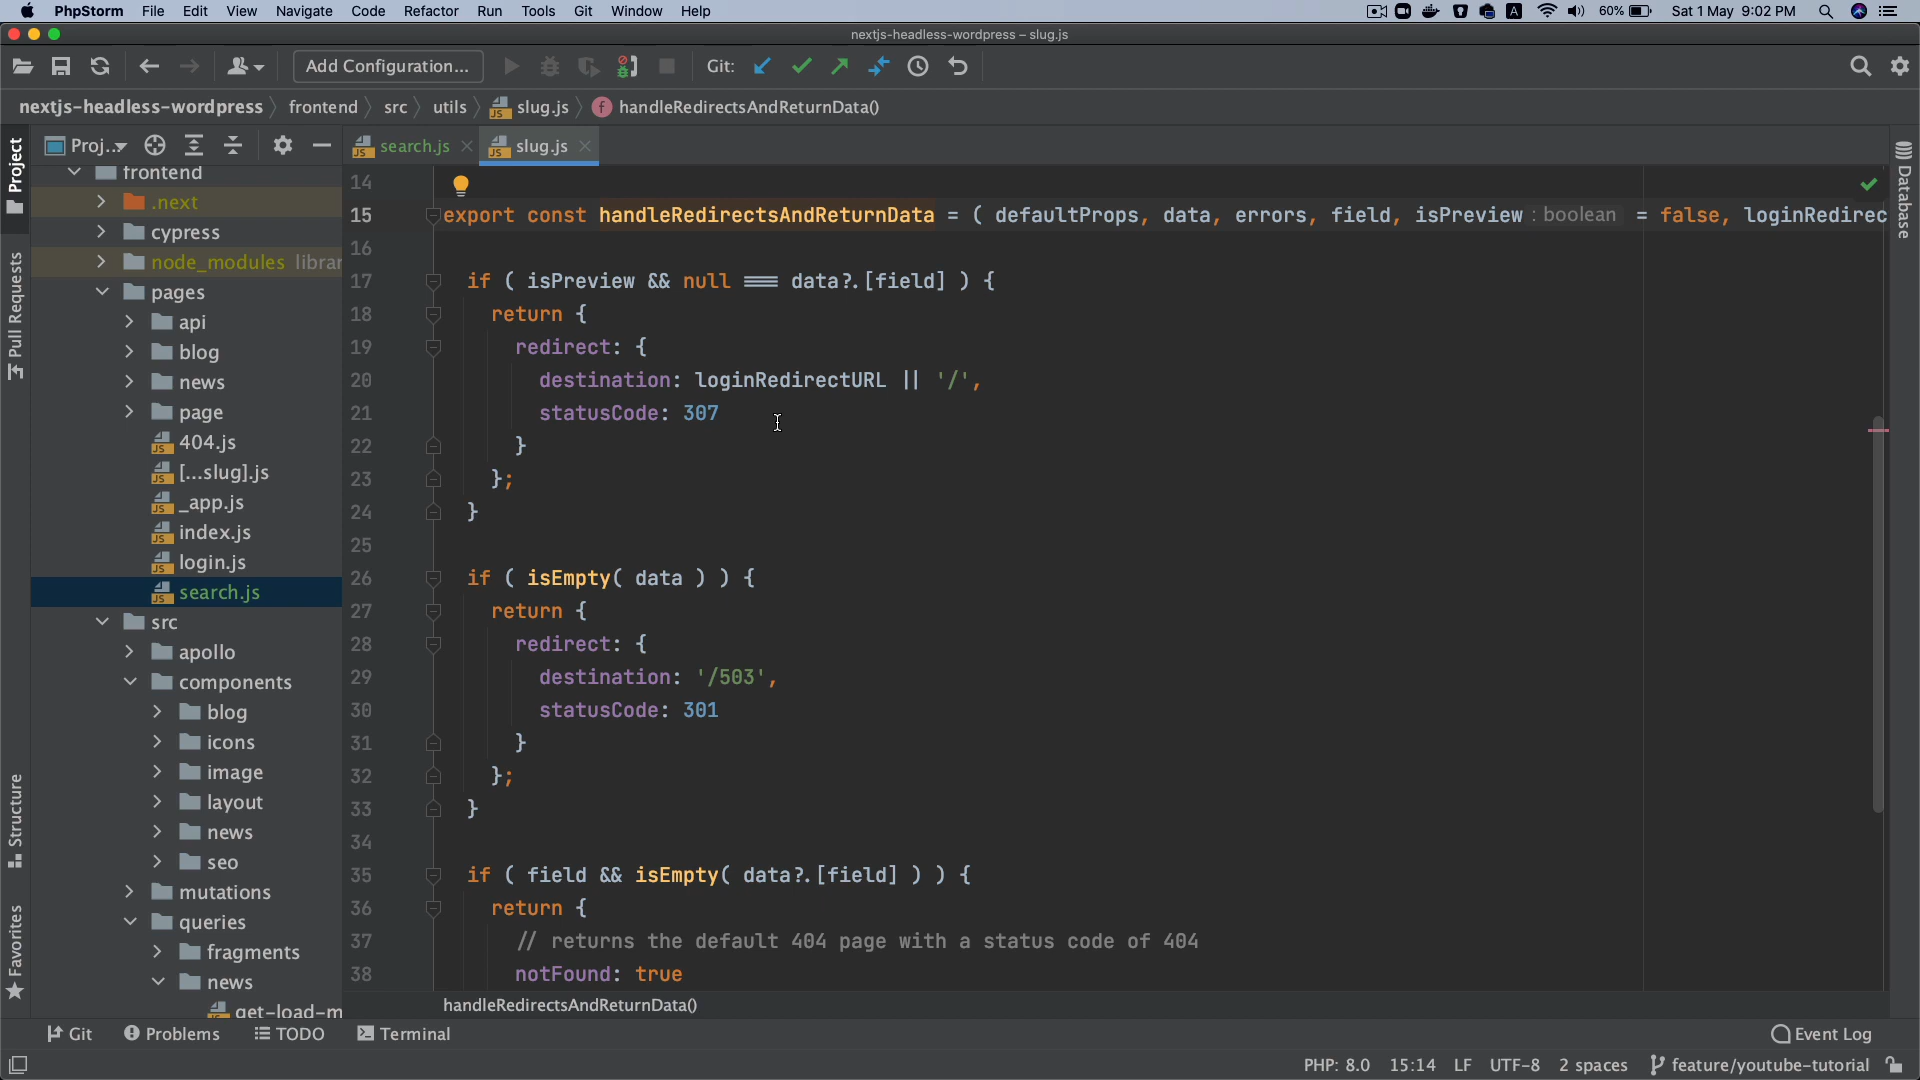 PhpStorm File Edit View Navigate Code Refactor Run Tools Git Window Help 60% Sat 1 May 9:02 PM
nextjs-headless-wordpress – slug.js
Add Configuration... Git:
nextjs-headless-wordpress frontend src utils slug.js handleRedirectsAndReturnData()
Project
Pull Requests
Structure
Favorites
Proj...
frontend
.next
cypress
node_modules librar
pages
api
blog
news
page
404.js
[...slug].js
_app.js
index.js
login.js
search.js
src
apollo
components
blog
icons
image
layout
news
seo
mutations
queries
fragments
news
get-load-m
search.js slug.js
14
15 export const handleRedirectsAndReturnData = ( defaultProps, data, errors, field, isPreview : boolean = false, loginRedirec
16
17 if ( isPreview && null === data?.[field] ) {
18 return {
19 redirect: {
20 destination: loginRedirectURL || '/',
21 statusCode: 307
22 }
23 };
24 }
25
26 if ( isEmpty( data ) ) {
27 return {
28 redirect: {
29 destination: '/503',
30 statusCode: 301
31 }
32 };
33 }
34
35 if ( field && isEmpty( data?.[field] ) ) {
36 return {
37 // returns the default 404 page with a status code of 404
38 notFound: true
handleRedirectsAndReturnData()
Database
Git Problems TODO Terminal Event Log
PHP: 8.0 15:14 LF UTF-8 2 spaces feature/youtube-tutorial